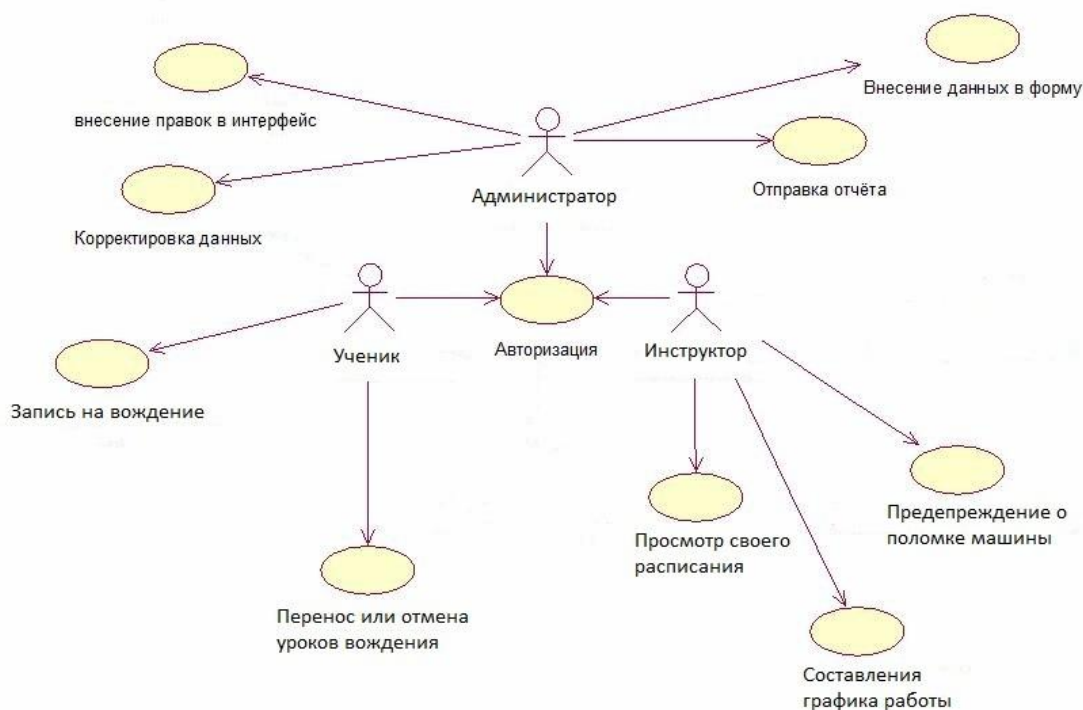 Внесение данных в форму
внесение правок в интерфейс
Отправка отчёта
Администратор
Корректировка данных
Авторизация
Ученик
Инструктор
Запись на вождение
Предепреждение о
поломке машины
Просмотр своего
расписания
Перенос или отмена
уроков вождения
Составления
графика работы